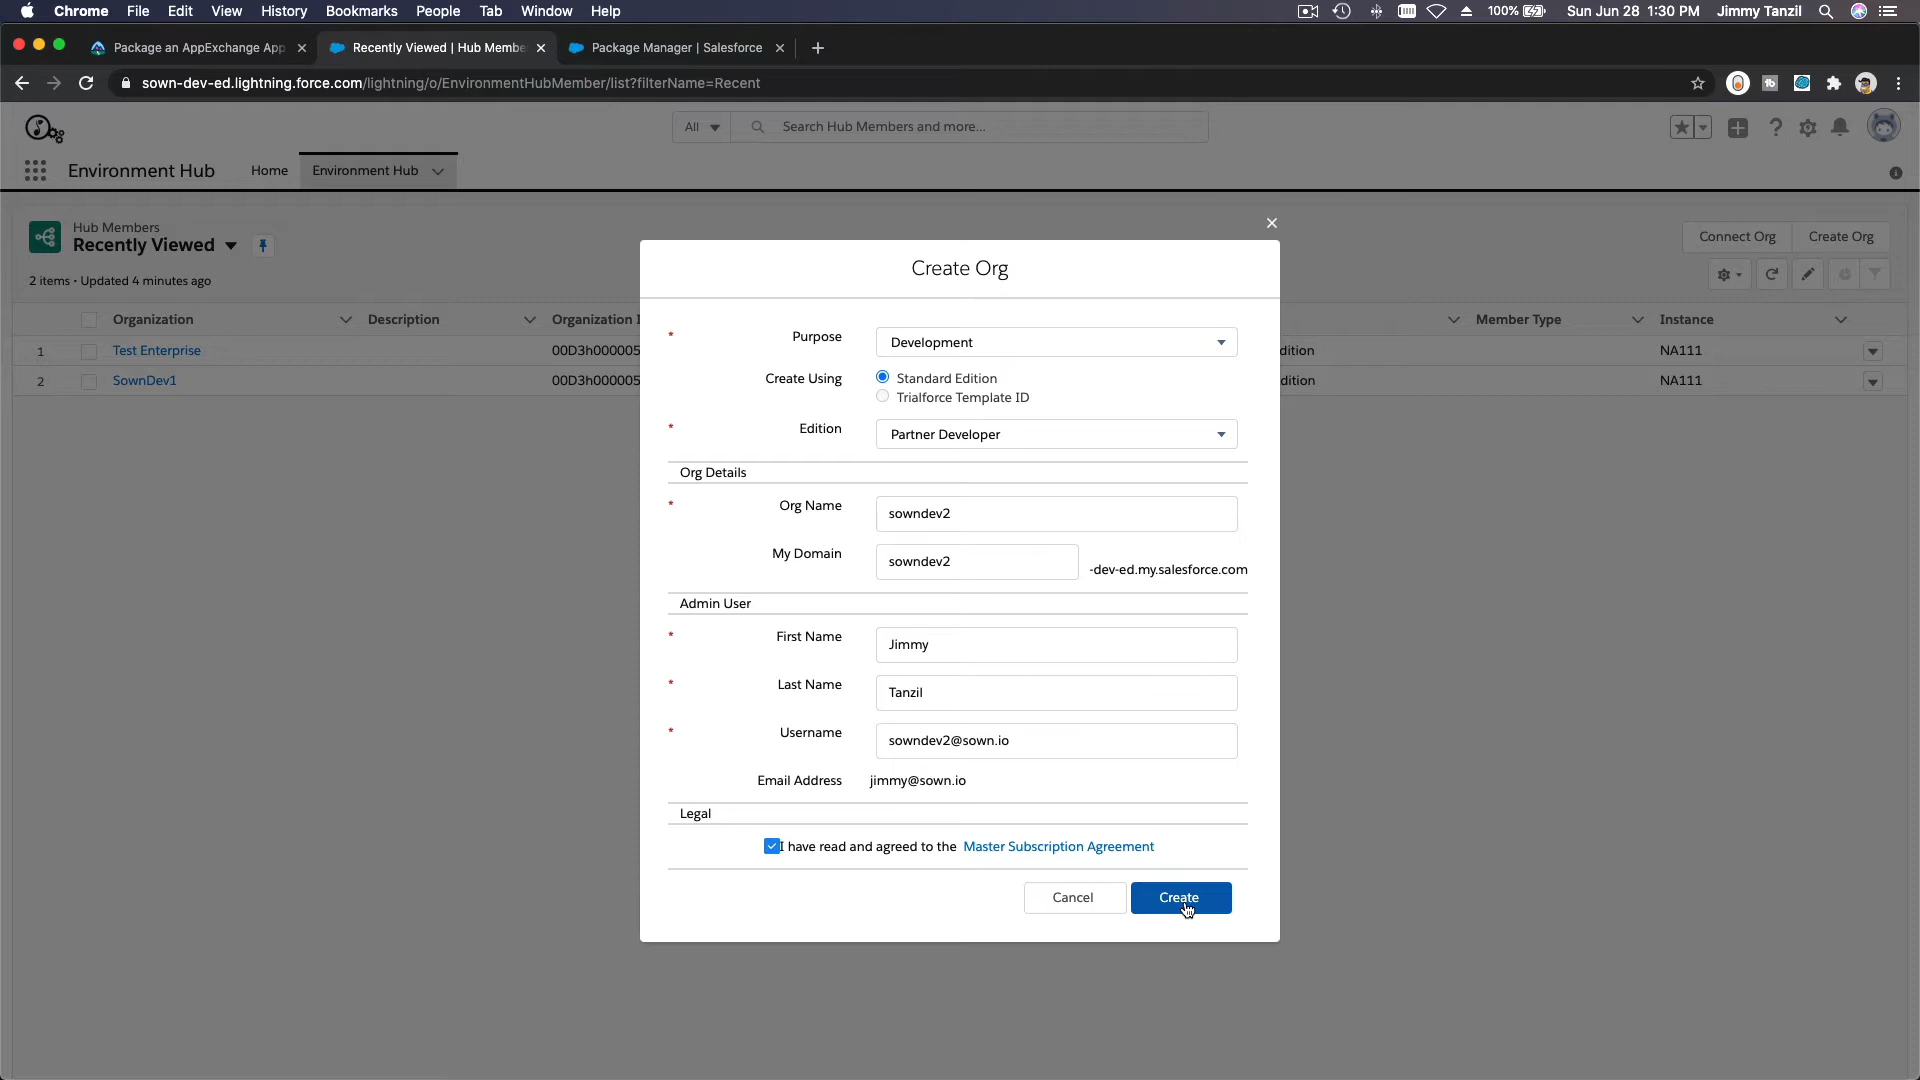 Chrome File Edit View History Bookmarks People Tab Window Help 100% Sun Jun 28 1:30 PM Jimmy Tanzil
Package an AppExchange App Recently Viewed | Hub Membe Package Manager | Salesforce
sown-dev-ed.lightning.force.com/lightning/o/EnvironmentHubMember/list?filterName=Recent
All Search Hub Members and more...
Environment Hub Home Environment Hub
Hub Members
Recently Viewed
Connect Org Create Org
2 items • Updated 4 minutes ago
Organization Description Organization I Member Type Instance
1 Test Enterprise 00D3h000005 dition NA111
2 SownDev1 00D3h000005 dition NA111
Create Org
* Purpose Development
Create Using Standard Edition
Trialforce Template ID
* Edition Partner Developer
Org Details
* Org Name sowndev2
My Domain sowndev2 -dev-ed.my.salesforce.com
Admin User
* First Name Jimmy
* Last Name Tanzil
* Username sowndev2@sown.io
Email Address jimmy@sown.io
Legal
I have read and agreed to the Master Subscription Agreement
Cancel Create